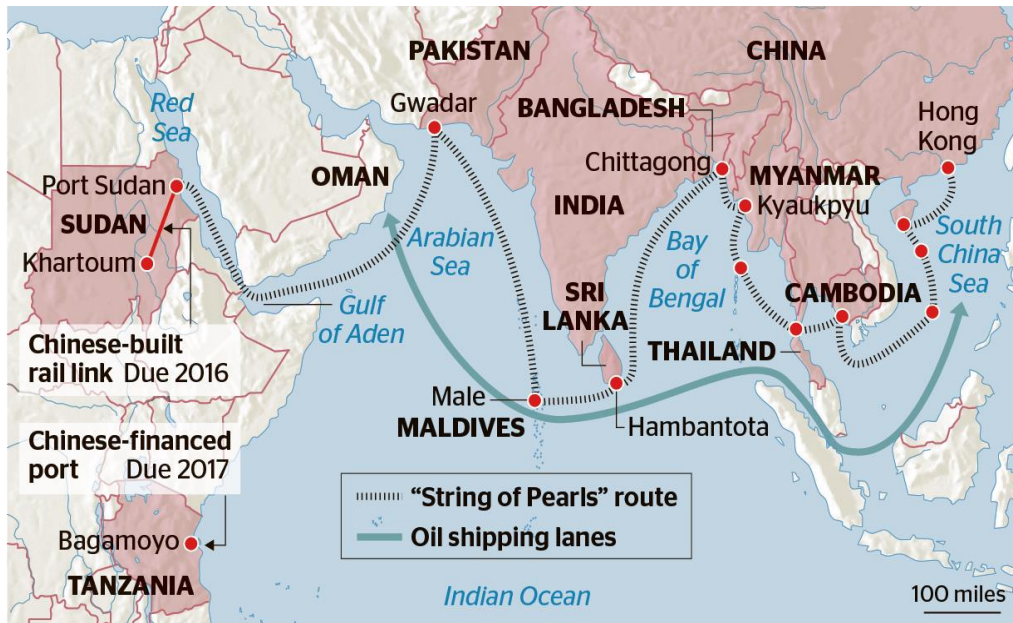 PAKISTAN
CHINA
Gwadar
BANGLADESH
Hong
Kong
Red
Sea
Chittagong
OMAN
MYANMAR
Port Sudan
INDIA
Kyaukpyu
SUDAN
Arabian
Sea
Bay
of
Bengal
South
China
Sea
Khartoum
Gulf
of Aden
SRI
LANKA
CAMBODIA
Chinese-built
rail link Due 2016
THAILAND
Male
MALDIVES
Hambantota
Chinese-financed
port Due 2017
"String of Pearls" route
Oil shipping lanes
Bagamoyo
TANZANIA
Indian Ocean
100 miles